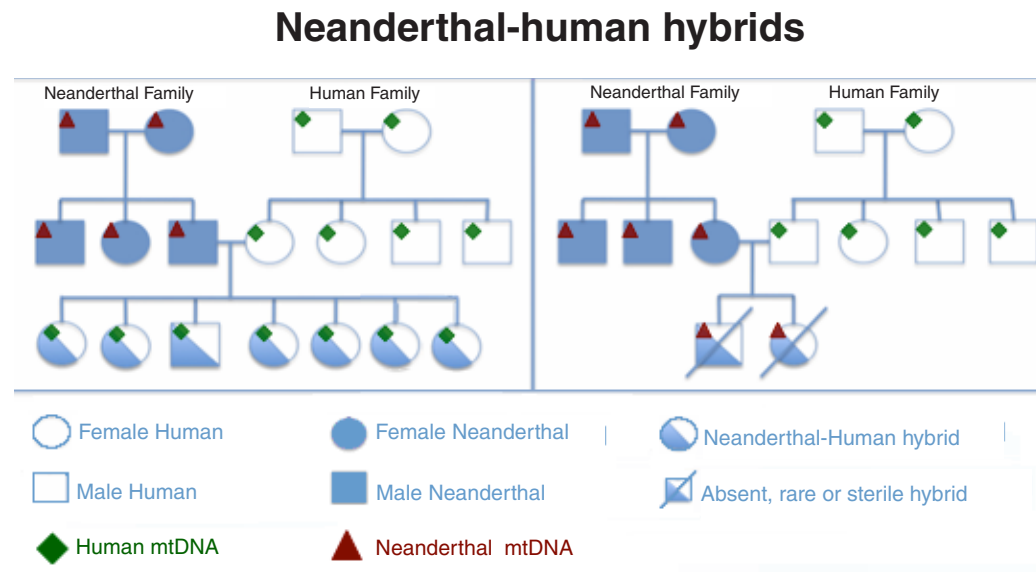 Neanderthal-human hybrids
Neanderthal Family
Human Family
Neanderthal Family
Human Family
Female Human
Female Neanderthal
Neanderthal-Human hybrid
Male Human
Male Neanderthal
Absent, rare or sterile hybrid
Human mtDNA
Neanderthal mtDNA